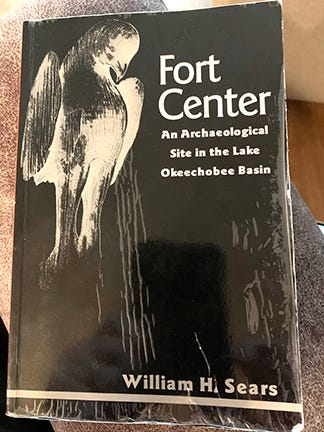 Fort
Center
An Archaeological
Site in the Lake
Okeechobee Basin
William H. Sears